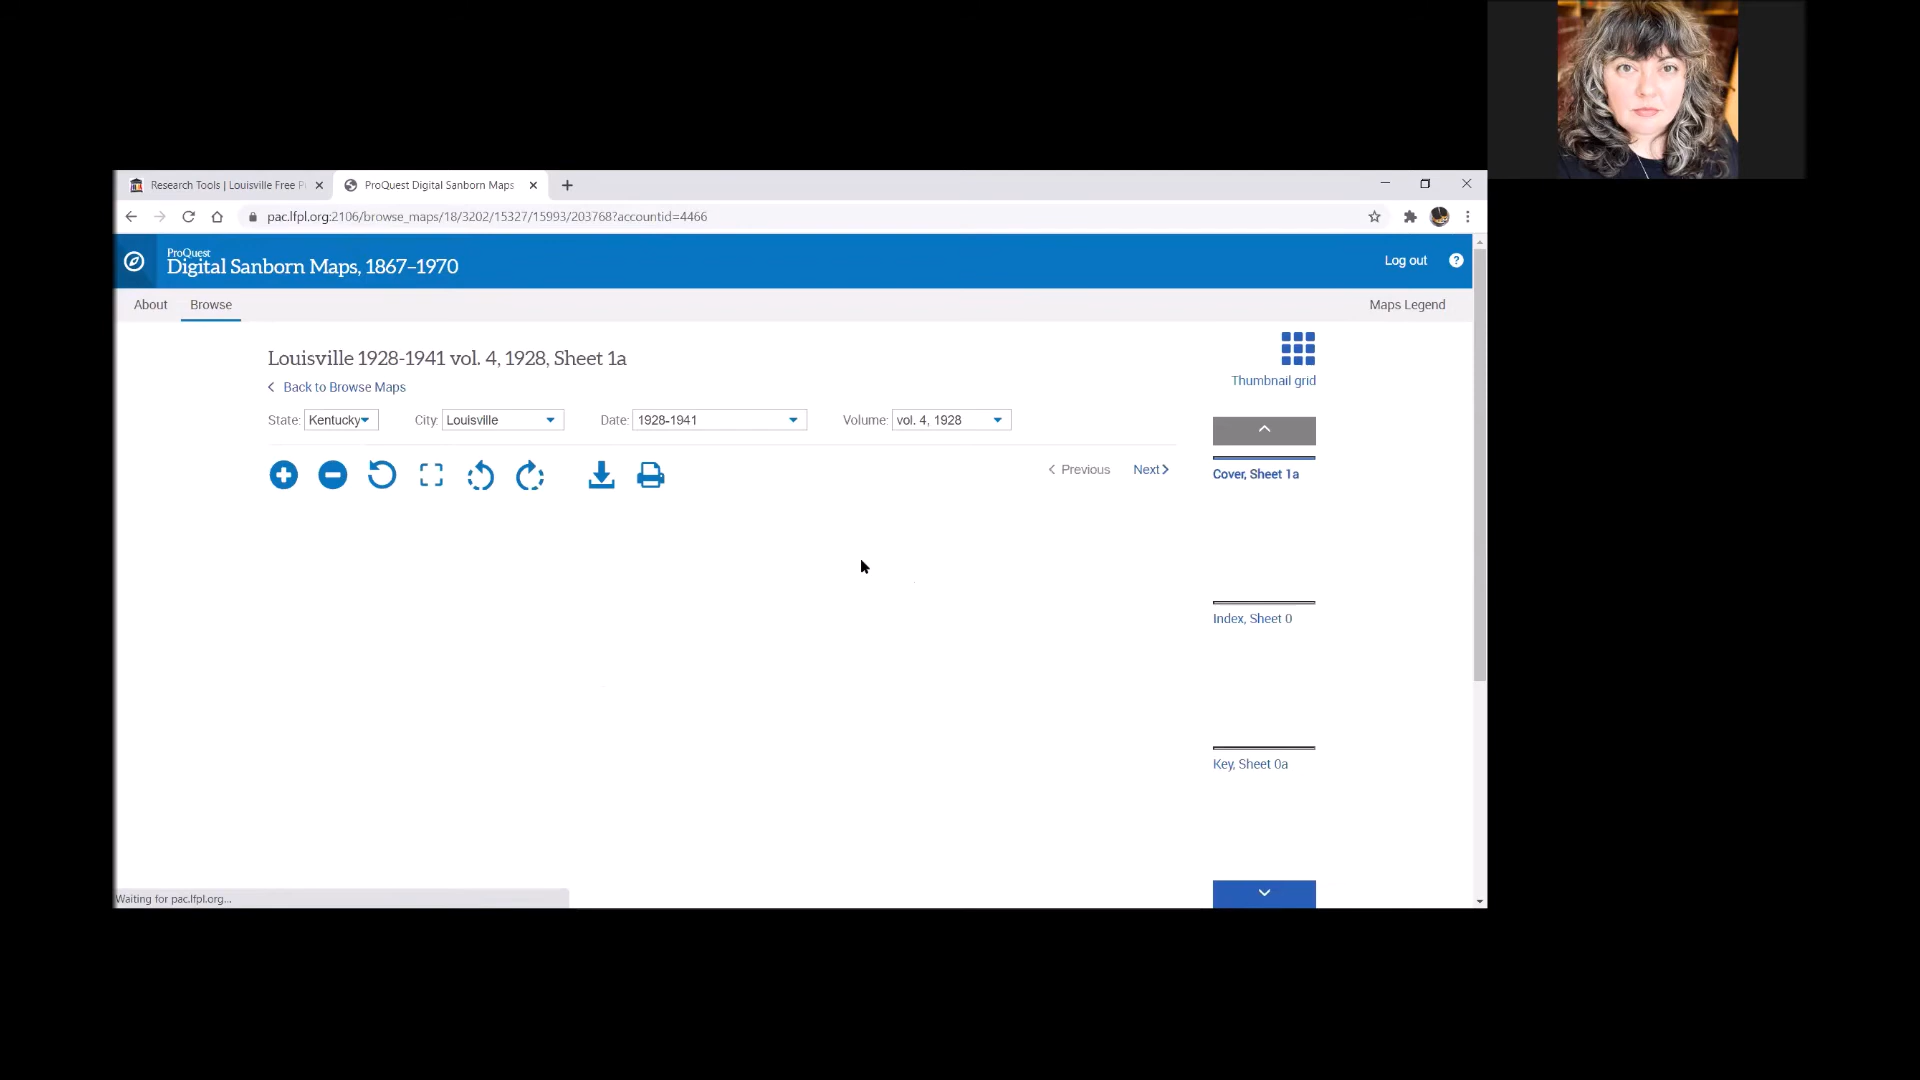 Research Tools | Louisville Free P
ProQuest Digital Sanborn Maps
pac.lfpl.org:2106/browse_maps/18/3202/15327/15993/203768?accountid=4466
ProQuest
Digital Sanborn Maps, 1867–1970
Log out
?
About
Browse
Maps Legend
Louisville 1928-1941 vol. 4, 1928, Sheet 1a
Thumbnail grid
Back to Browse Maps
State: Kentucky City: Louisville Date: 1928-1941 Volume: vol. 4, 1928
Previous Next
Cover, Sheet 1a
Index, Sheet 0
Key, Sheet 0a
Waiting for pac.lfpl.org...